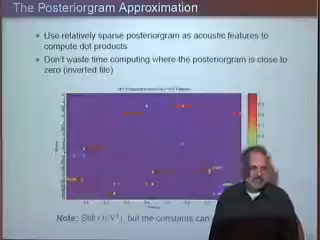 The Posteriorgram Approximation
Use relatively sparse posteriorgram as acoustic features to
compute dot products
Don't waste time computing where the posteriorgram is close to
zero (inverted file)
Note: Still O(N²), but the constants can